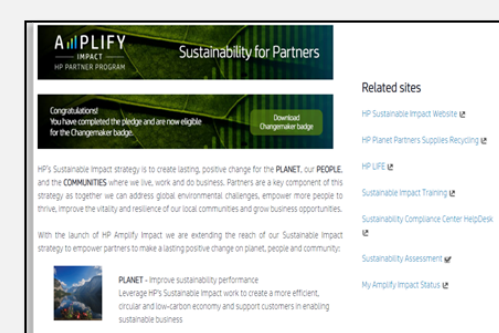 AMPLIFY
IMPACT
HP PARTNER PROGRAM
Sustainability for Partners
Congratulations!
You have completed the pledge and are now eligible
for the Changemaker badge.
Download
Changemaker badge
HP's Sustainable Impact strategy is to create lasting, positive change for the PLANET, our PEOPLE,
and the COMMUNITIES where we live, work and do business. Partners are a key component of this
strategy as together we can address global environmental challenges, empower more people to
thrive, improve the vitality and resilience of our local communities and grow business opportunities.
With the launch of HP Amplify Impact we are extending the reach of our Sustainable Impact
strategy to empower partners to make a lasting positive change on planet, people and community:
PLANET - Improve sustainability performance
Leverage HP's Sustainable Impact work to create a more efficient,
circular and low-carbon economy and support customers in enabling
sustainable business
Related sites
HP Sustainable Impact Website
HP Planet Partners Supplies Recycling
HP LIFE
Sustainable Impact Training
Sustainability Compliance Center HelpDesk
Sustainability Assessment
My Amplify Impact Status